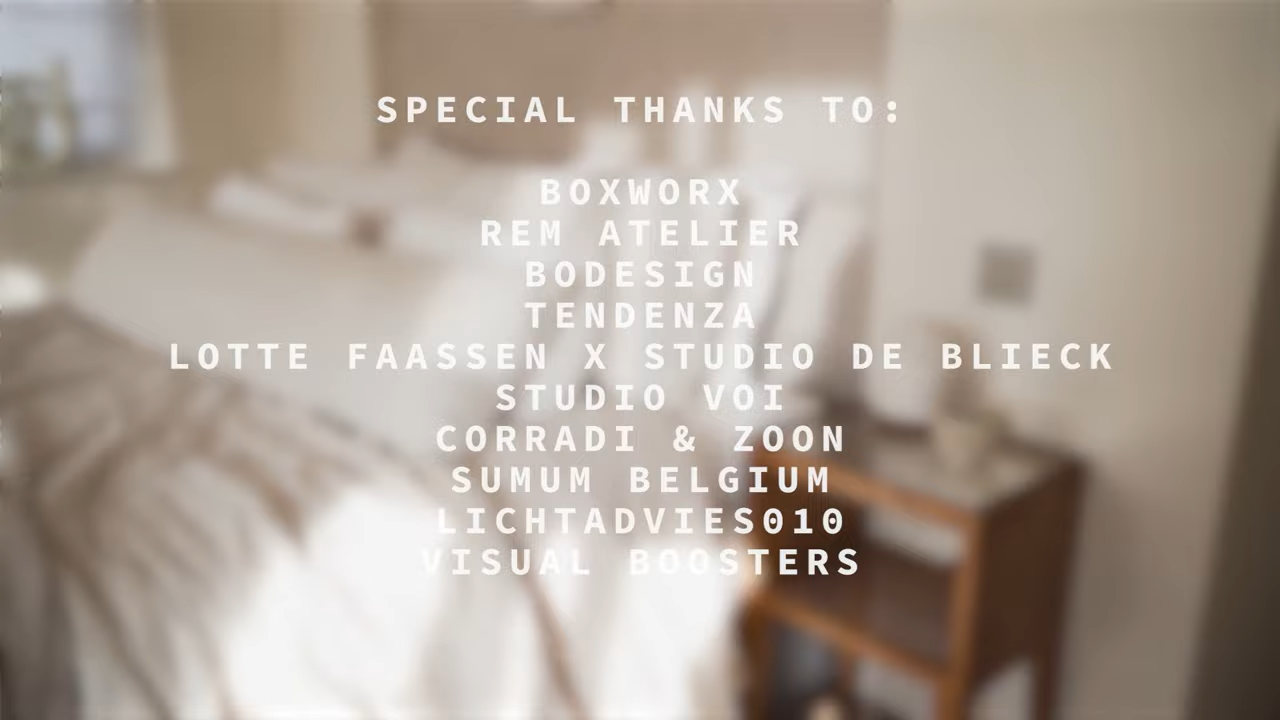 SPECIAL THANKS TO:
BOXWORX
REM ATELIER
BODESIGN
TENDENZA
LOTTE FAASSEN X STUDIO DE BLIECK
STUDIO VOI
CORRADI & ZOON
SUMUM BELGIUM
LICHTADVIES010
VISUAL BOOSTERS